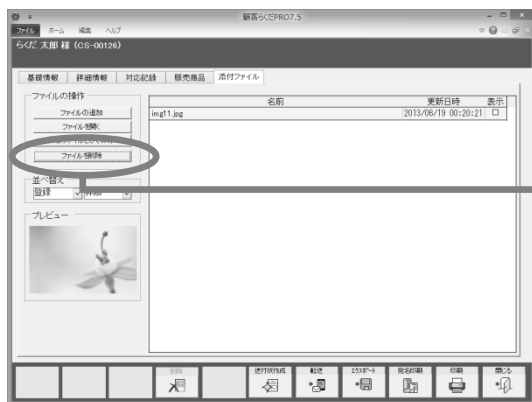 顧客らくだPRO7.5
ファイル ホーム 編集 ヘルプ
らくだ 太郎 様 (CS-00126)
基礎情報 詳細情報 対応記録 販売商品 添付ファイル
ファイルの操作
ファイルの追加
ファイルを開く
ファイルを削除
並べ替え
登録
プレビュー
名前 更新日時 表示
img11.jpg 2013/06/19 00:20:21
削除 送付状作成 転送 エクスポート 宛名印刷 印刷 閉じる